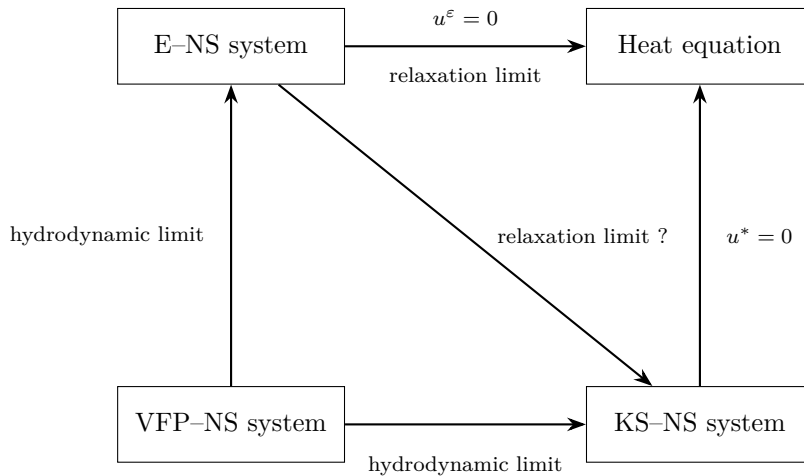 E–NS system
u^ε = 0
relaxation limit
Heat equation
hydrodynamic limit
relaxation limit ?
u* = 0
VFP–NS system
hydrodynamic limit
KS–NS system